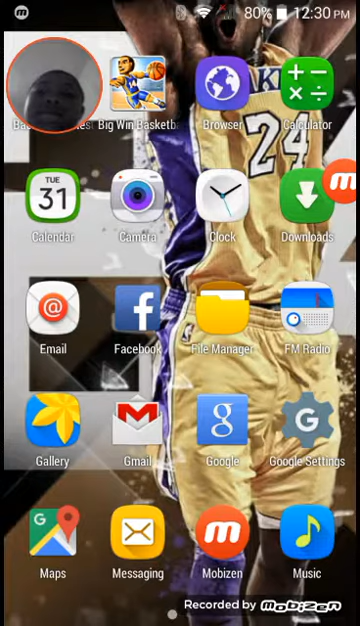 80% 12:30 PM
Big Win Basketb
Browser
Calculator
24
TUE
31
Calendar
Camera
Clock
Downloads
Email
Facebook
File Manager
FM Radio
Gallery
Gmail
Google
Google Settings
Maps
Messaging
Mobizen
Music
Recorded by mobizen